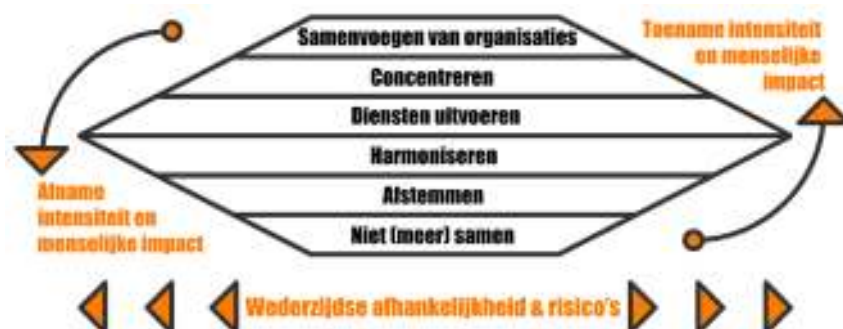 Samenvoegen van organisaties
Concentreren
Diensten uitvoeren
Harmoniseren
Afstemmen
Niet (meer) samen
Toename intensiteit
en menselijke
impact
Afname
intensiteit en
menselijke impact
Wederzijdse afhankelijkheid & risico's